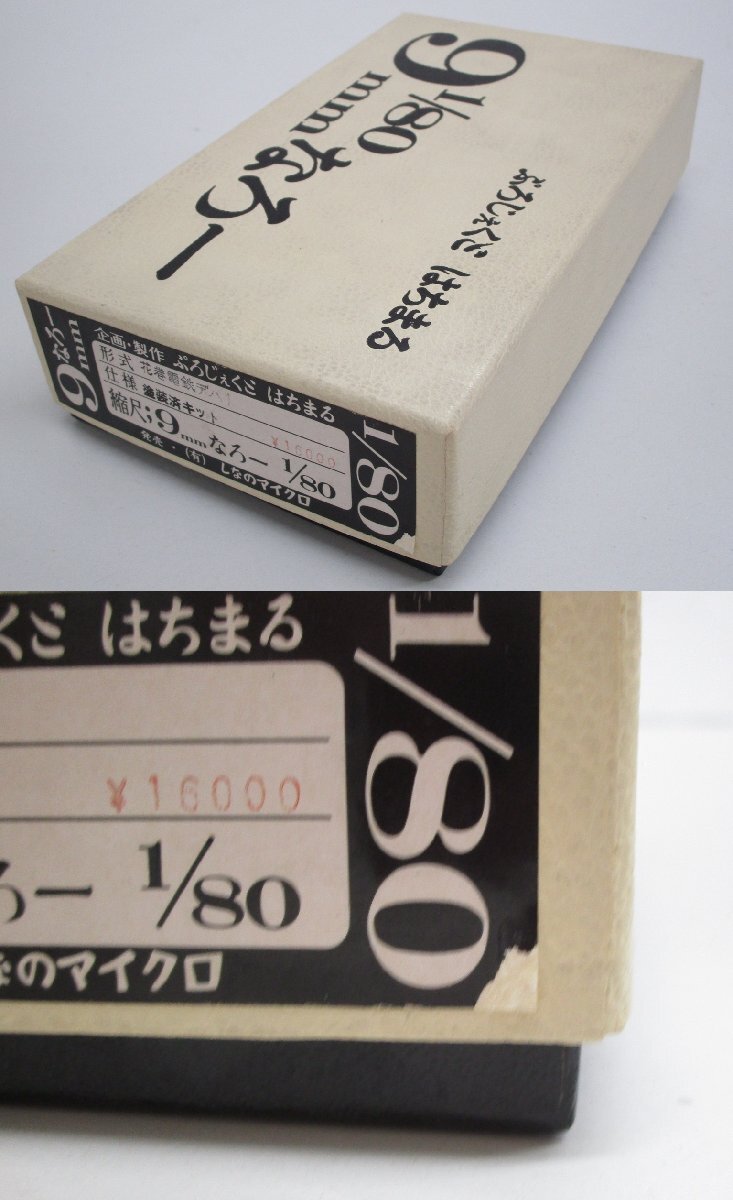 9mm 1/80
なろー
ぷろじぇくと はちまる
9mm
なろー
企画・製作 ぷろじぇくと はちまる
形式 花巻電鉄デハ1
仕様 塗装済キット
¥16000
縮尺;9mmなろー 1/80
発売・(有)しなのマイクロ
1/80
くと はちまる
¥16000
ろー 1/80
なのマイクロ
1/80